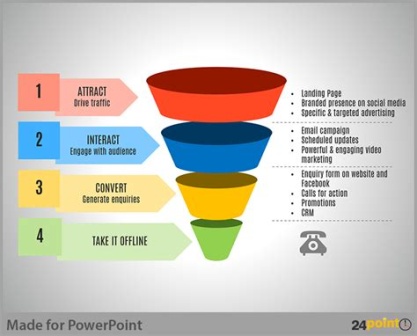 1
ATTRACT
Drive traffic
• Landing Page
• Branded presence on social media
• Specific & targeted advertising
2
INTERACT
Engage with audience
• Email campaign
• Scheduled updates
• Powerful & engaging video
marketing
3
CONVERT
Generate enquiries
• Enquiry form on website and
Facebook
• Calls for action
• Promotions
• CRM
4
TAKE IT OFFLINE
Made for PowerPoint
24point0